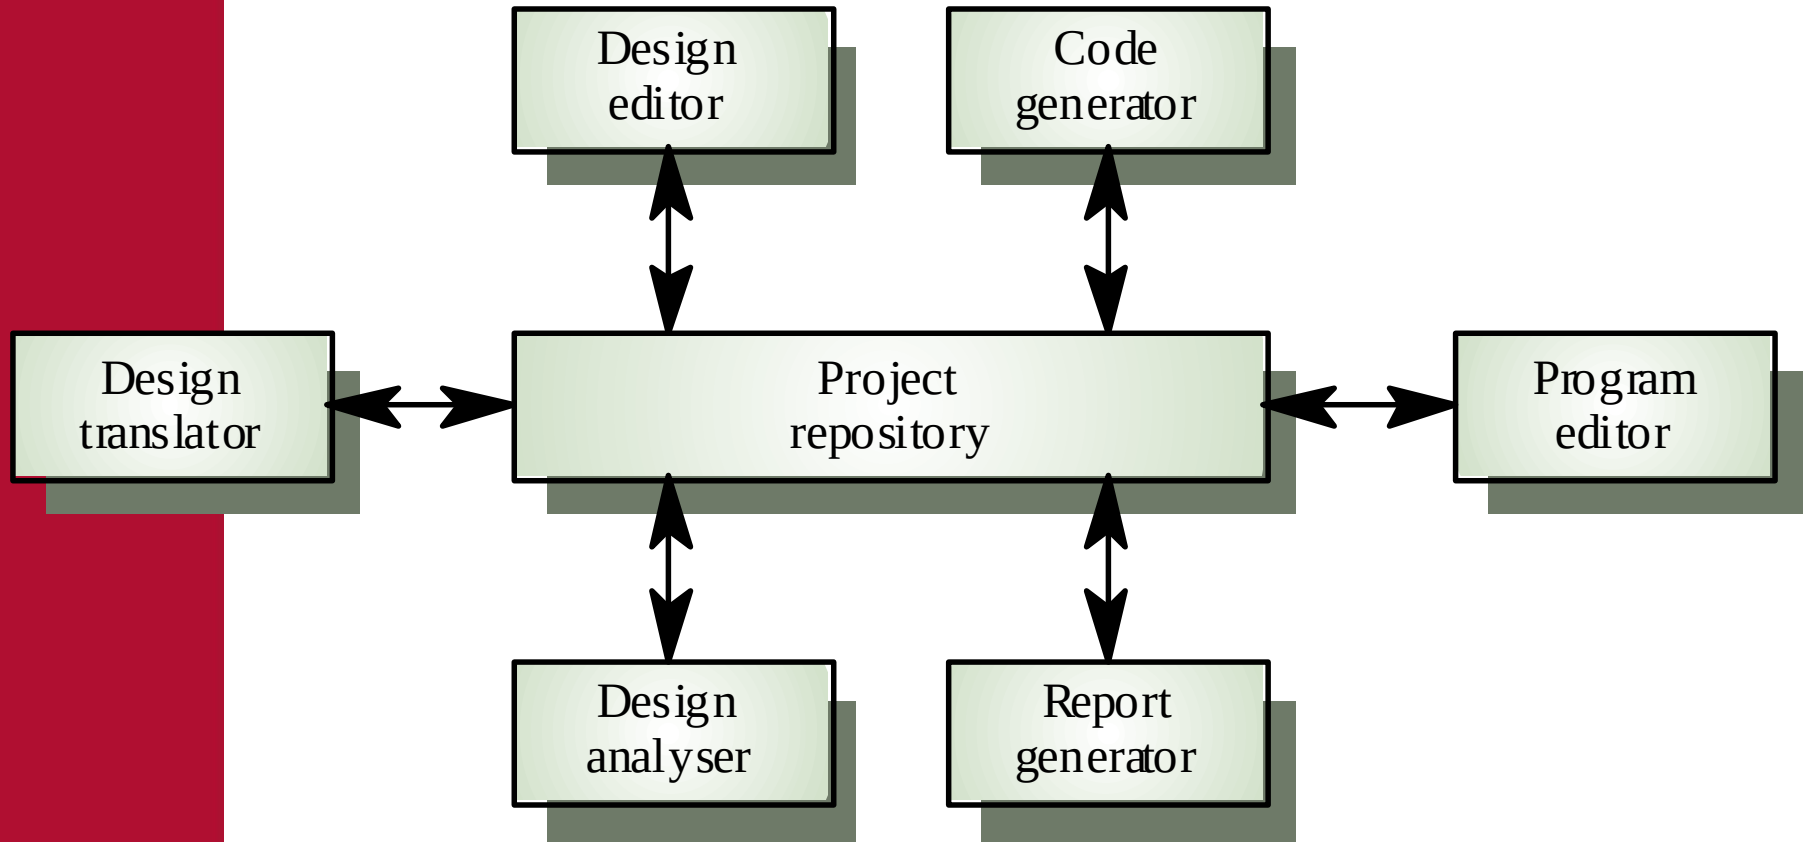 Design
editor
Code
generator
Design
translator
Project
repository
Program
editor
Design
analyser
Report
generator